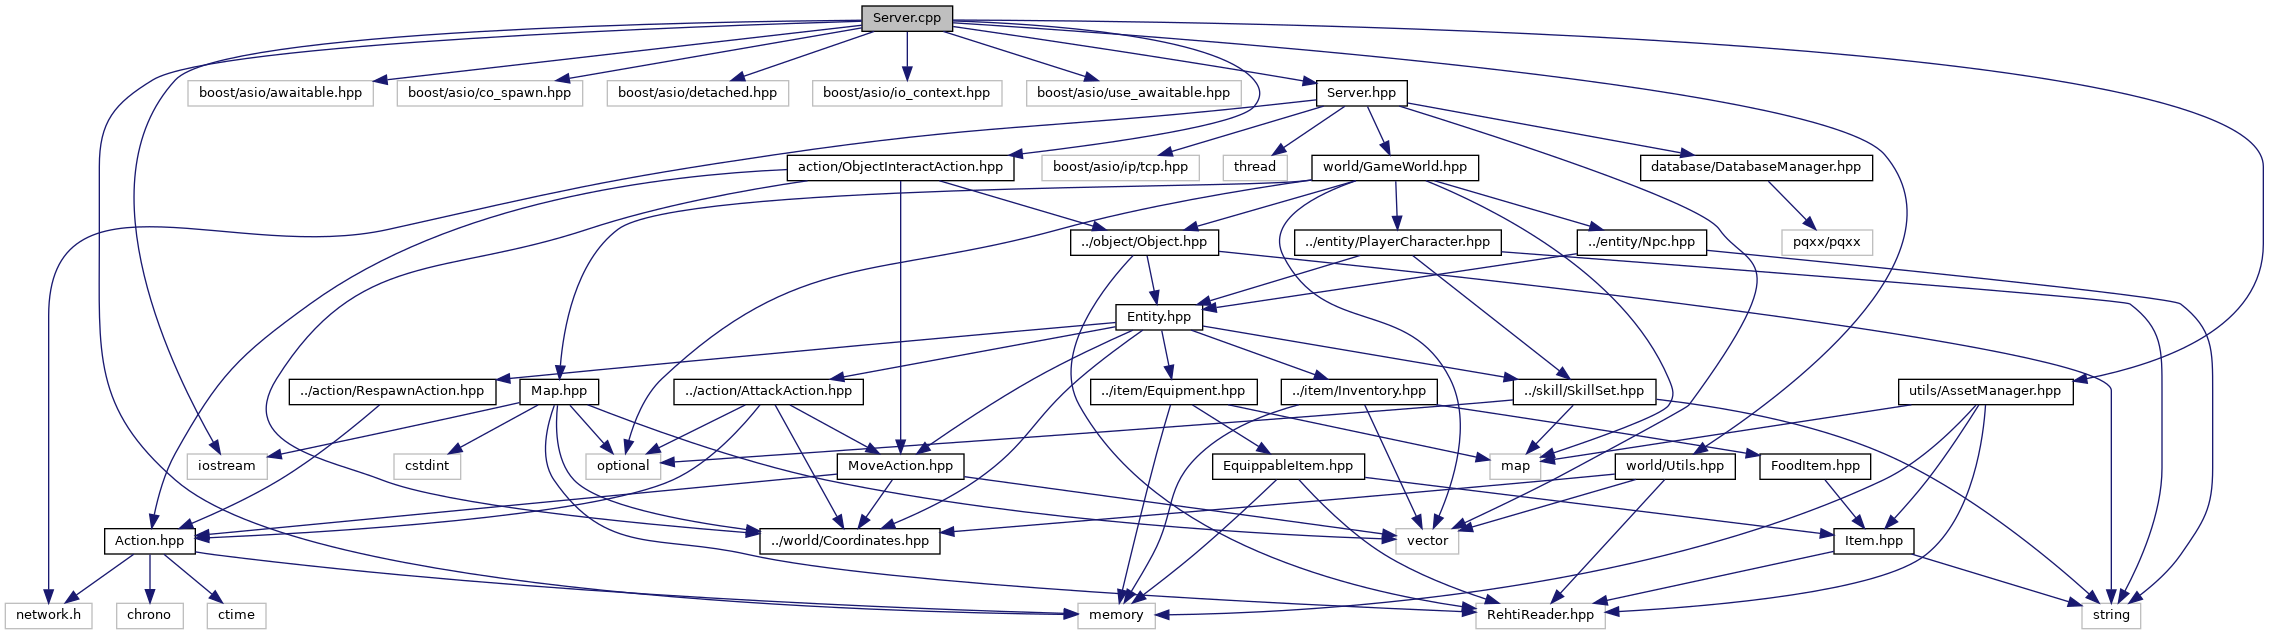 Server.cpp
boost/asio/awaitable.hpp
boost/asio/co_spawn.hpp
boost/asio/detached.hpp
boost/asio/io_context.hpp
boost/asio/use_awaitable.hpp
Server.hpp
action/ObjectInteractAction.hpp
boost/asio/ip/tcp.hpp
thread
world/GameWorld.hpp
database/DatabaseManager.hpp
../object/Object.hpp
../entity/PlayerCharacter.hpp
../entity/Npc.hpp
pqxx/pqxx
Entity.hpp
../action/RespawnAction.hpp
Map.hpp
../action/AttackAction.hpp
../item/Equipment.hpp
../item/Inventory.hpp
../skill/SkillSet.hpp
utils/AssetManager.hpp
iostream
cstdint
optional
MoveAction.hpp
EquippableItem.hpp
map
world/Utils.hpp
FoodItem.hpp
Action.hpp
../world/Coordinates.hpp
vector
Item.hpp
network.h
chrono
ctime
memory
RehtiReader.hpp
string